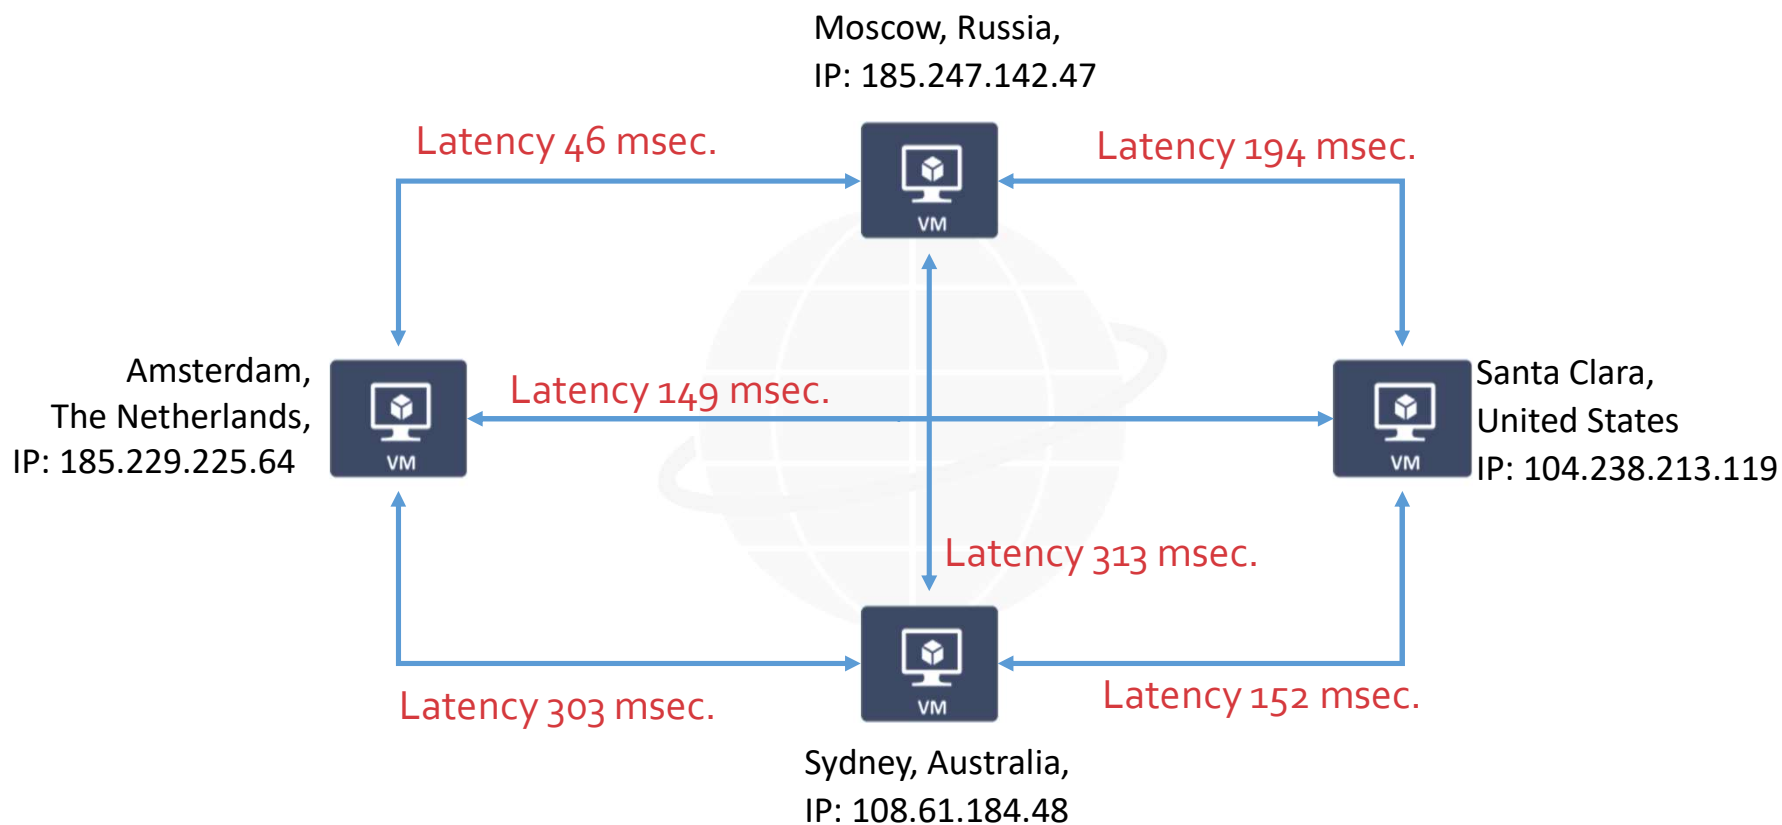 Moscow, Russia,
IP: 185.247.142.47
Latency 46 msec.
Latency 194 msec.
VM
Amsterdam,
The Netherlands,
IP: 185.229.225.64
VM
Latency 149 msec.
VM
Santa Clara,
United States
IP: 104.238.213.119
Latency 313 msec.
Latency 303 msec.
VM
Latency 152 msec.
Sydney, Australia,
IP: 108.61.184.48